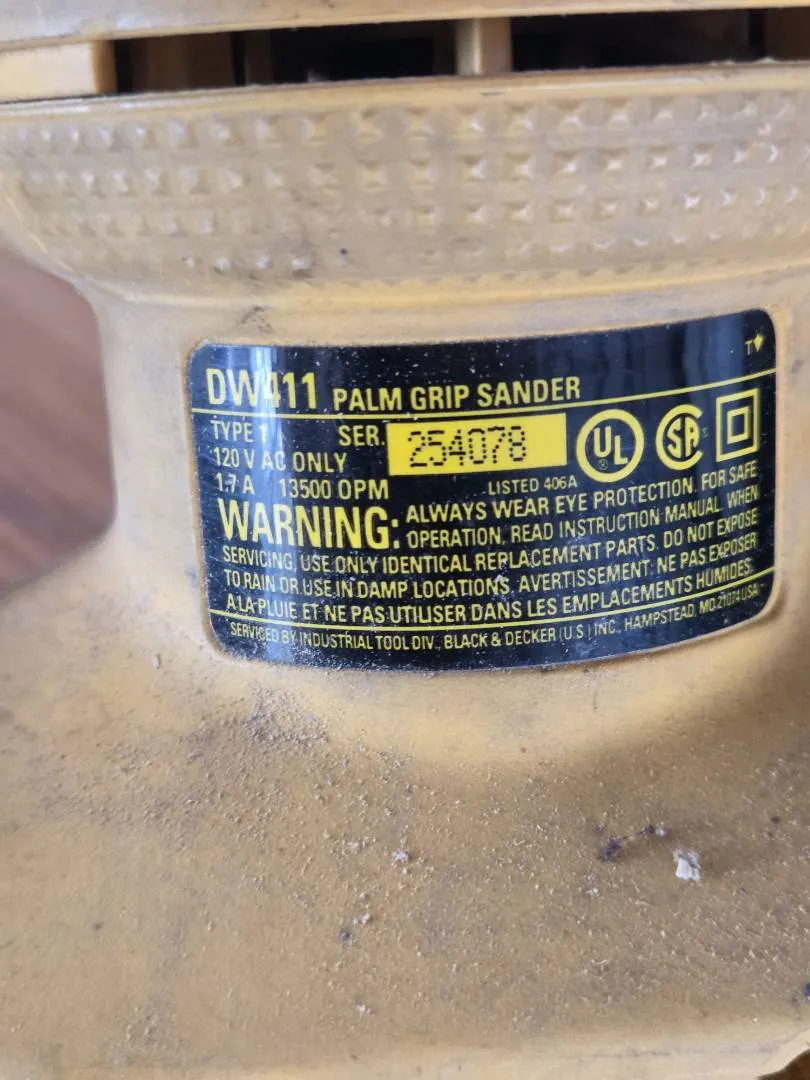 T
DW411 PALM GRIP SANDER
TYPE 1 SER. 254078
120 V AC ONLY
1.7 A 13500 OPM LISTED 406A
UL SA
WARNING: ALWAYS WEAR EYE PROTECTION. FOR SAFE
OPERATION, READ INSTRUCTION MANUAL. WHEN
SERVICING, USE ONLY IDENTICAL REPLACEMENT PARTS. DO NOT EXPOSE
TO RAIN OR USE IN DAMP LOCATIONS. AVERTISSEMENT: NE PAS EXPOSER
A LA PLUIE ET NE PAS UTILISER DANS LES EMPLACEMENTS HUMIDES.
SERVICED BY INDUSTRIAL TOOL DIV., BLACK & DECKER (U.S.) INC., HAMPSTEAD, MD 21074 USA